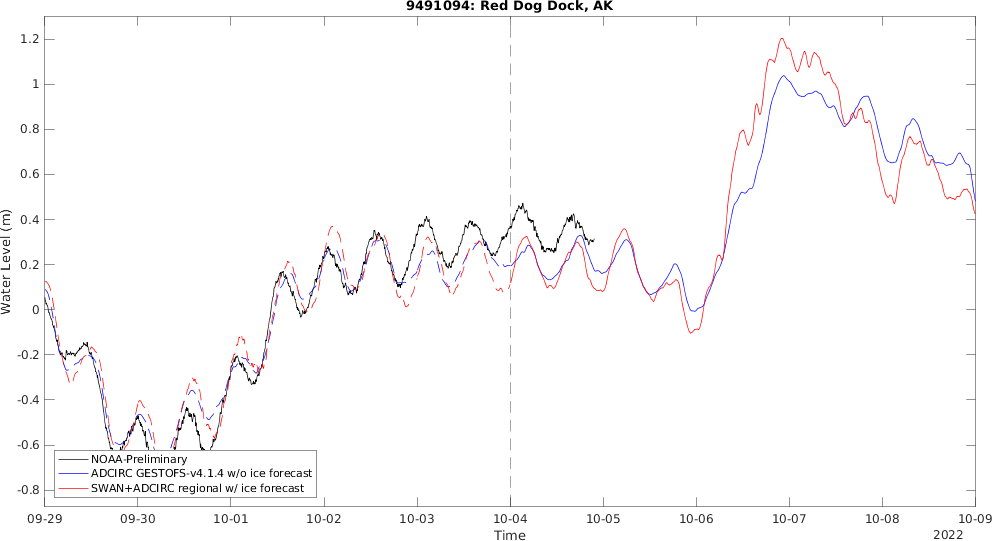 9491094: Red Dog Dock, AK
Water Level (m)
1.2
1
0.8
0.6
0.4
0.2
0
-0.2
-0.4
-0.6
-0.8
NOAA-Preliminary
ADCIRC GESTOFS-v4.1.4 w/o ice forecast
SWAN+ADCIRC regional w/ ice forecast
09-29 09-30 10-01 10-02 10-03 10-04 10-05 10-06 10-07 10-08 10-09
Time
2022